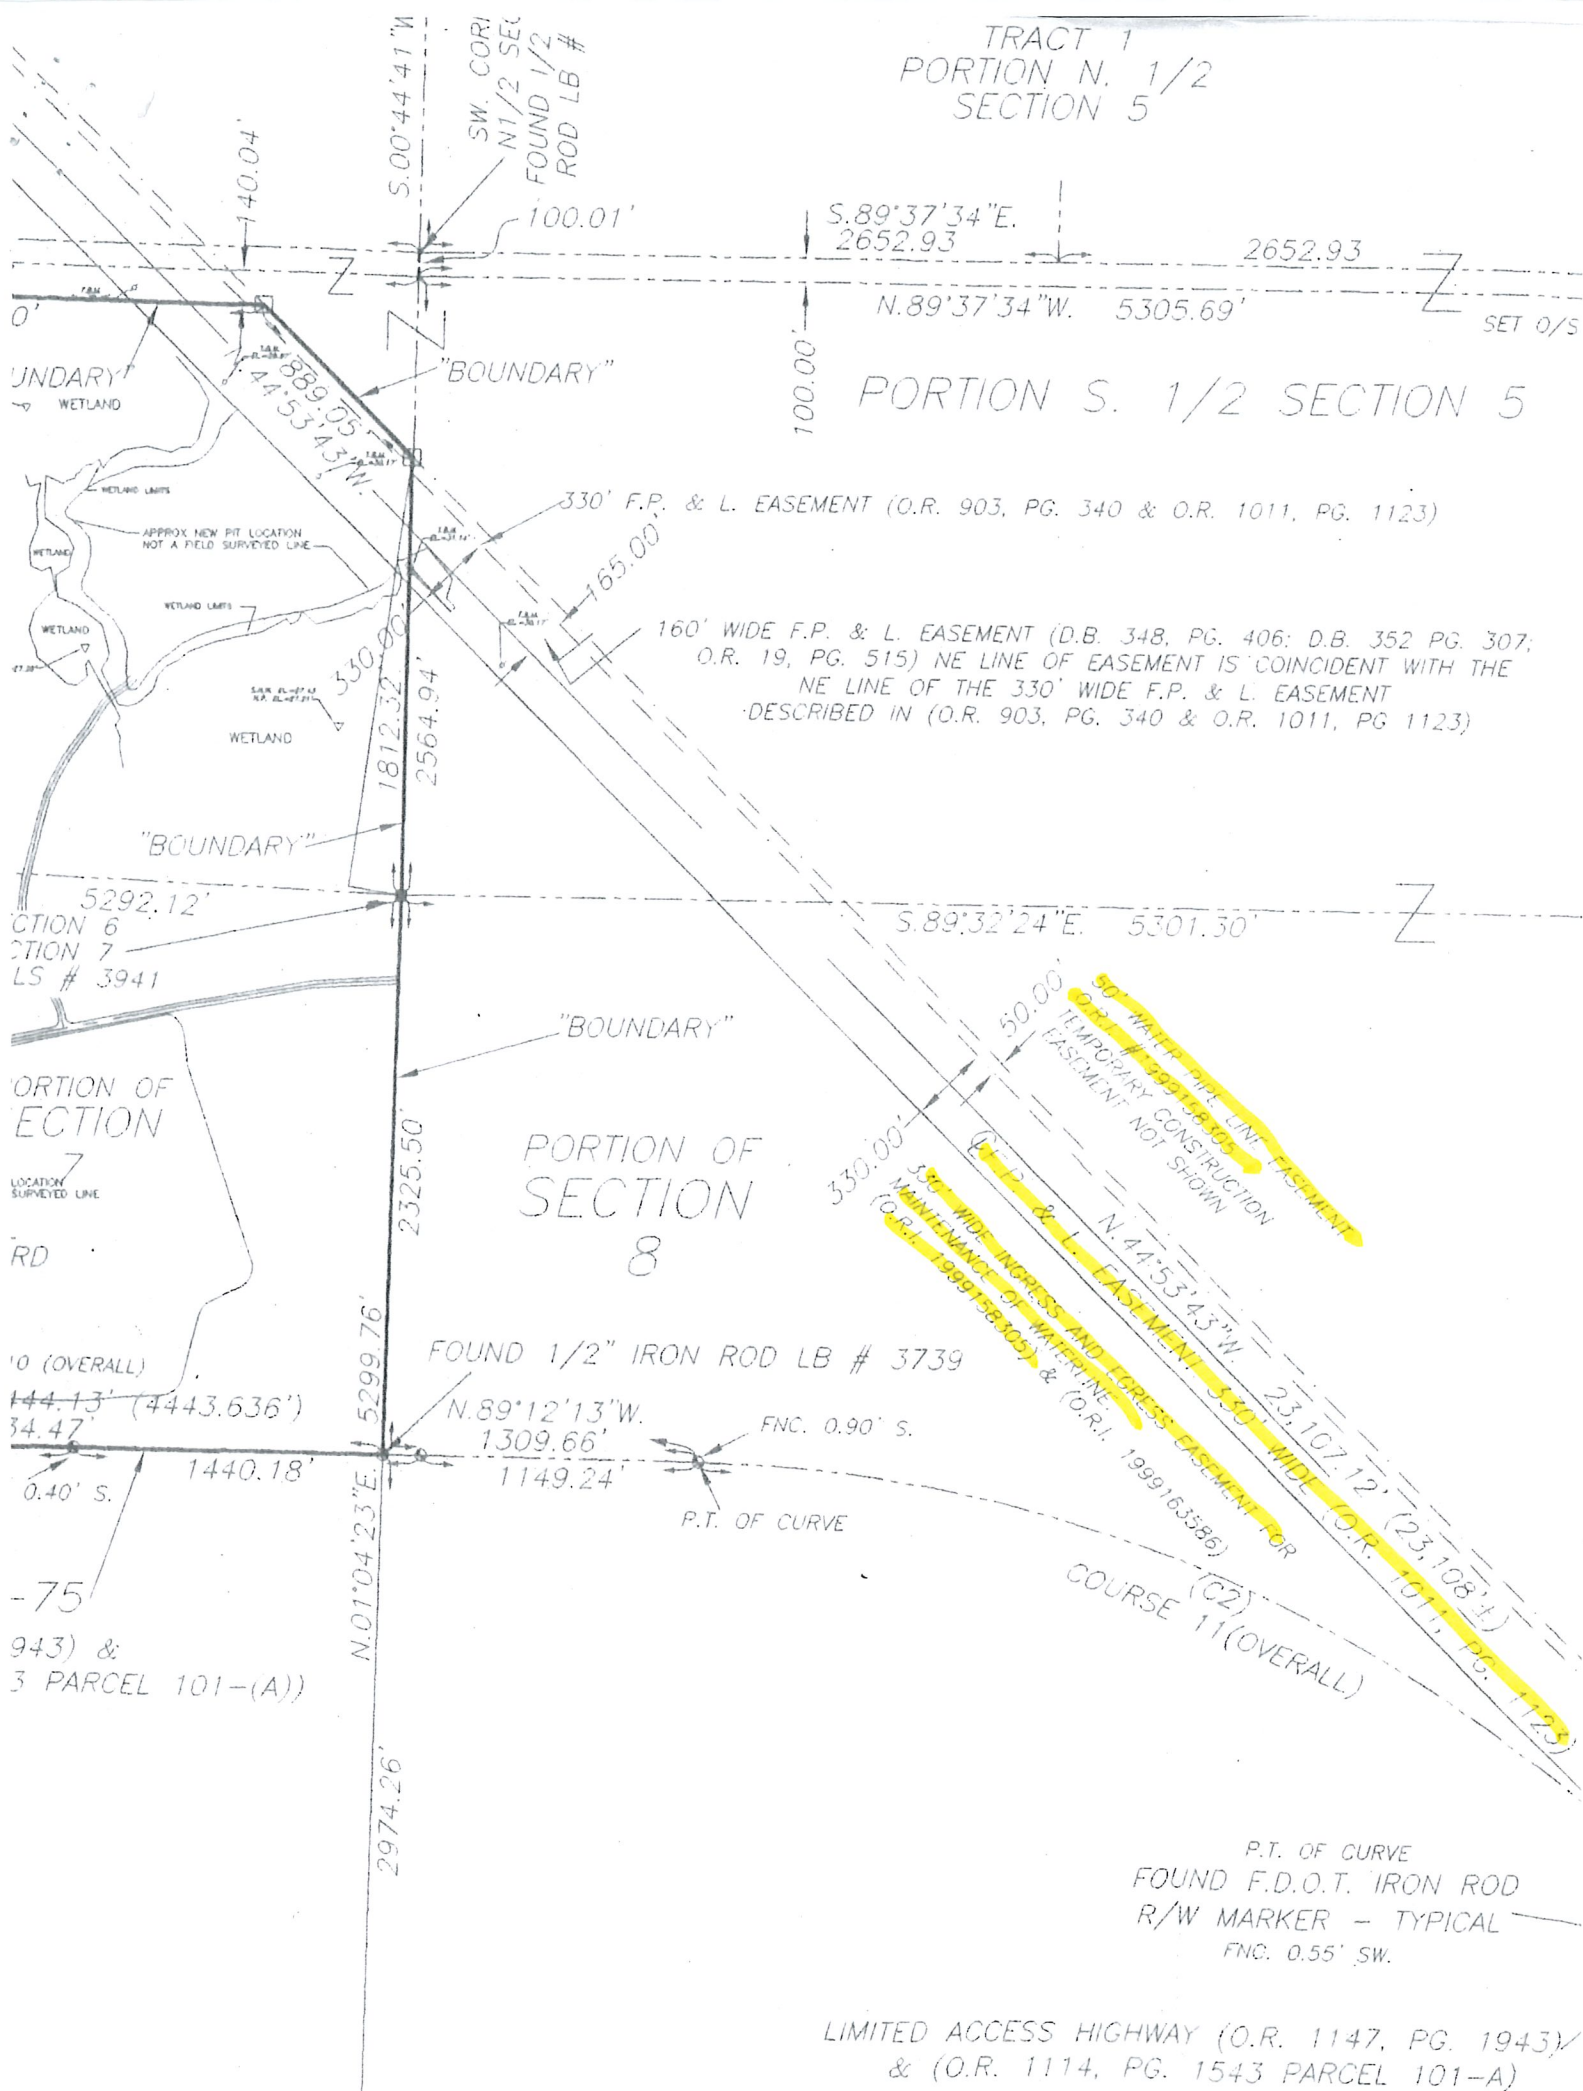 TRACT 1
PORTION N. 1/2
SECTION 5
140.04'
S.00°44'41"W
SW. COR
N1/2 SEC
FOUND 1/2
ROD LB #
100.01'
S.89°37'34"E.
2652.93
2652.93
N.89°37'34"W. 5305.69'
SET O/S
100.00'
PORTION S. 1/2 SECTION 5
0'
UNDARY"
WETLAND
"BOUNDARY"
889.05'
44°53'43"W.
WETLAND LIMITS
APPROX NEW PIT LOCATION
NOT A FIELD SURVEYED LINE
WETLAND
WETLAND LIMITS
WETLAND
WETLAND
330' F.P. & L. EASEMENT (O.R. 903, PG. 340 & O.R. 1011, PG. 1123)
165.00'
160' WIDE F.P. & L. EASEMENT (D.B. 348, PG. 406; D.B. 352 PG. 307;
O.R. 19, PG. 515) NE LINE OF EASEMENT IS COINCIDENT WITH THE
NE LINE OF THE 330' WIDE F.P. & L. EASEMENT
DESCRIBED IN (O.R. 903, PG. 340 & O.R. 1011, PG 1123)
330.00'
1812.32'
2564.94'
"BOUNDARY"
5292.12'
CTION 6
CTION 7
LS # 3941
S.89°32'24"E. 5301.30'
"BOUNDARY"
50.00'
50' WATER PIPE LINE EASEMENT
O.R.I. # 1999158305
TEMPORARY CONSTRUCTION
EASEMENT NOT SHOWN
ORTION OF
ECTION
7
LOCATION
SURVEYED LINE
RD
2325.50'
PORTION OF
SECTION
8
330.00'
℄ F.P. & L. EASEMENT 330' WIDE (O.R. 1011, PG. 1123)
N.44°53'43"W. 23,107.12' (23,108'±)
330' WIDE INGRESS AND EGRESS EASEMENT FOR
MAINTENANCE OF WATERLINE
(O.R.I. 1999158305) & (O.R.I. 1999163586)
0 (OVERALL)
144.13' (4443.636')
34.47'
1440.18'
0.40' S.
5299.76'
N.01°04'23"E.
FOUND 1/2" IRON ROD LB # 3739
N.89°12'13"W.
1309.66'
1149.24'
FNC. 0.90' S.
P.T. OF CURVE
(C2)
COURSE 11(OVERALL)
-75
943) &
3 PARCEL 101-(A))
2974.26'
P.T. OF CURVE
FOUND F.D.O.T. IRON ROD
R/W MARKER - TYPICAL
FNC. 0.55' SW.
LIMITED ACCESS HIGHWAY (O.R. 1147, PG. 1943)
& (O.R. 1114, PG. 1543 PARCEL 101-A)